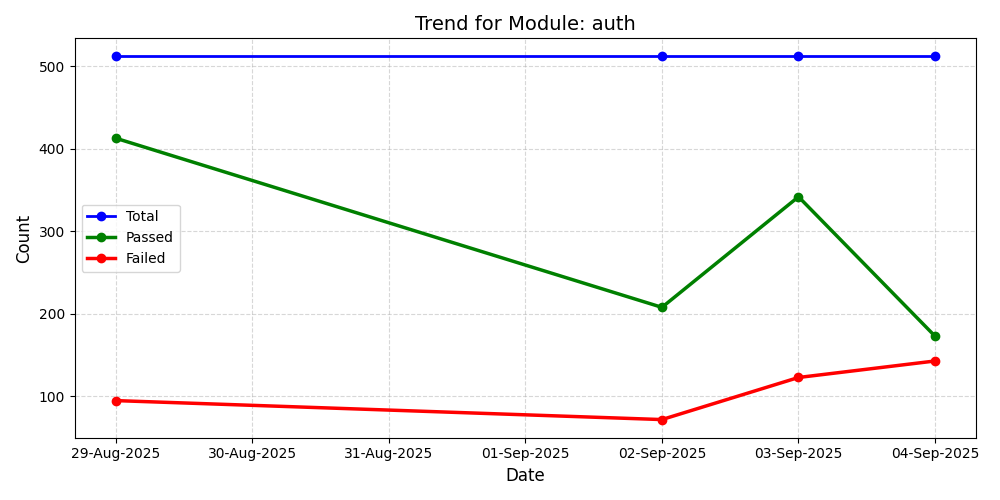 Trend for Module: auth
Count
500
400
300
200
100
Total
Passed
Failed
29-Aug-2025
30-Aug-2025
31-Aug-2025
01-Sep-2025
02-Sep-2025
03-Sep-2025
04-Sep-2025
Date